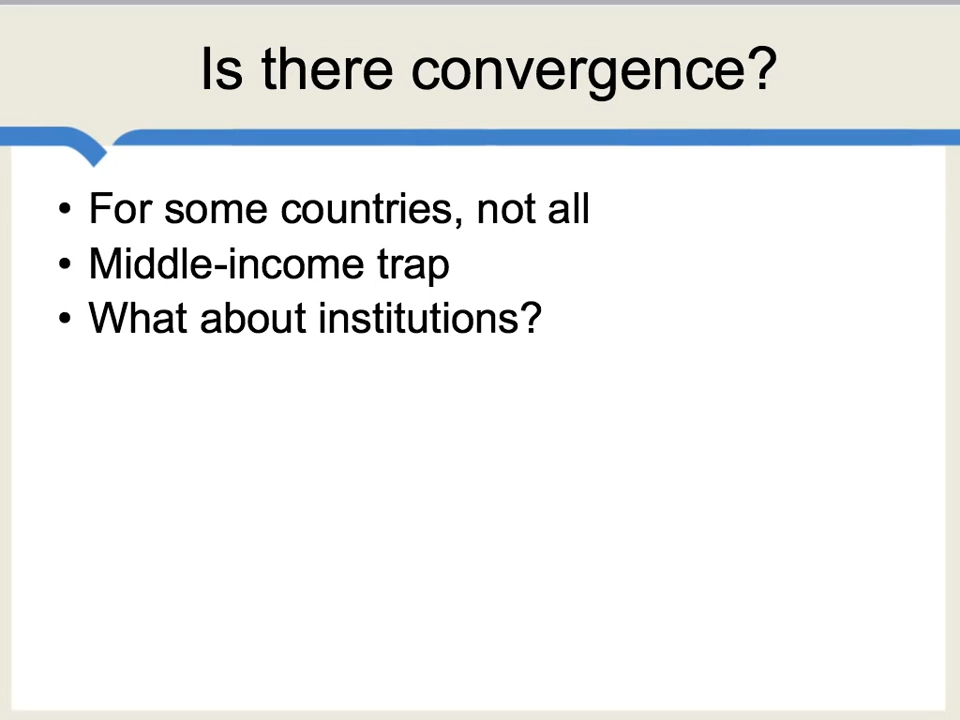 Is there convergence?
• For some countries, not all
• Middle-income trap
• What about institutions?